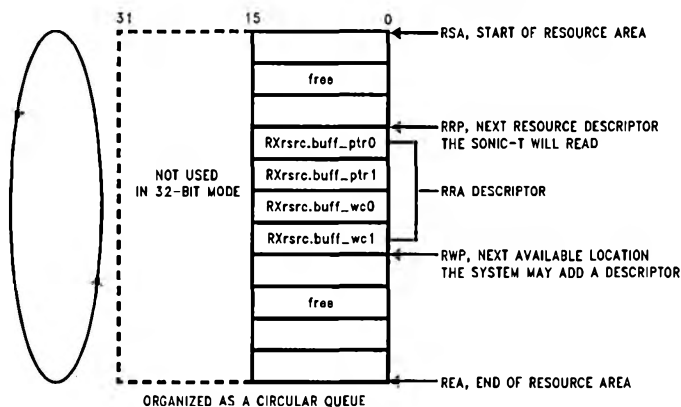 31 15 0
RSA, START OF RESOURCE AREA
free
RRP, NEXT RESOURCE DESCRIPTOR
THE SONIC-T WILL READ
RXrsrc.buff_ptr0
NOT USED
IN 32-BIT MODE
RXrsrc.buff_ptr1
RRA DESCRIPTOR
RXrsrc.buff_wc0
RXrsrc.buff_wc1
RWP, NEXT AVAILABLE LOCATION
THE SYSTEM MAY ADD A DESCRIPTOR
free
REA, END OF RESOURCE AREA
ORGANIZED AS A CIRCULAR QUEUE